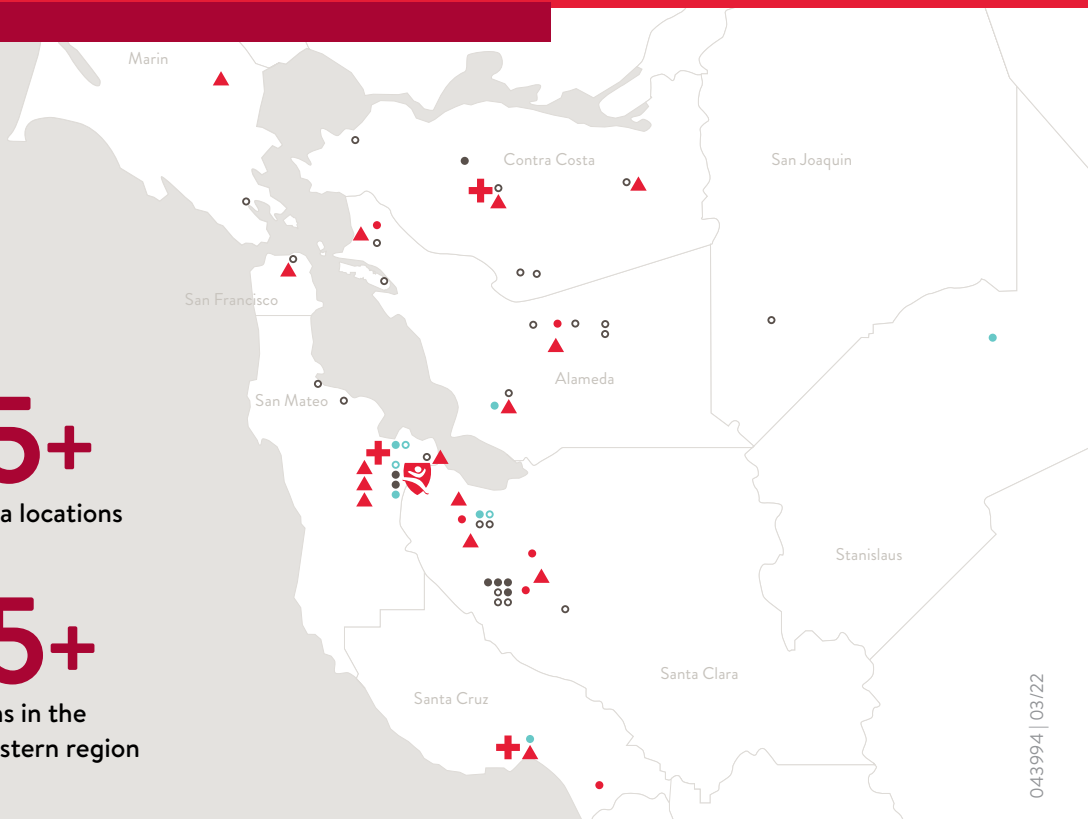 Marin
Contra Costa
San Joaquin
San Francisco
Alameda
San Mateo
5+
a locations
Stanislaus
5+
s in the
stern region
Santa Clara
Santa Cruz
043994 | 03/22